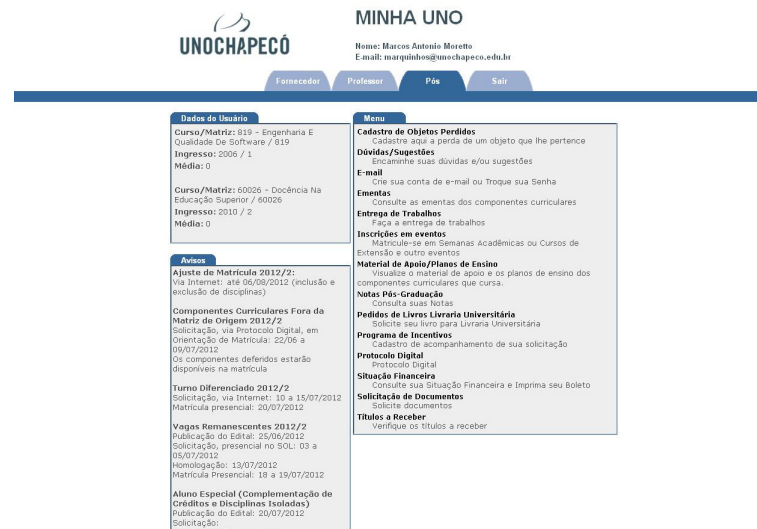 UNOCHAPECÓ
MINHA UNO
Nome: Marcos Antonio Moretto
E-mail: marquinhos@unochapeco.edu.br
Fornecedor
Professor
Pós
Sair
Dados do Usuário
Curso/Matriz: 819 - Engenharia E
Qualidade De Software / 819
Ingresso: 2006 / 1
Média: 0
Curso/Matriz: 60026 - Docência Na
Educação Superior / 60026
Ingresso: 2010 / 2
Média: 0
Avisos
Ajuste de Matrícula 2012/2:
Via Internet: até 06/08/2012 (inclusão e
exclusão de disciplinas)
Componentes Curriculares Fora da
Matriz de Origem 2012/2
Solicitação, via Protocolo Digital, em
Orientação de Matrícula: 22/06 a
09/07/2012
Os componentes deferidos estarão
disponíveis na matrícula
Turno Diferenciado 2012/2
Solicitação, via Internet: 10 a 15/07/2012
Matrícula presencial: 20/07/2012
Vagas Remanescentes 2012/2
Publicação do Edital: 25/06/2012
Solicitação, presencial no SOL: 03 a
05/07/2012
Homologação: 13/07/2012
Matrícula Presencial: 18 a 19/07/2012
Aluno Especial (Complementação de
Créditos e Disciplinas Isoladas)
Publicação do Edital: 20/07/2012
Solicitação:
Menu
Cadastro de Objetos Perdidos
Cadastre aqui a perda de um objeto que lhe pertence
Dúvidas/Sugestões
Encaminhe suas dúvidas e/ou sugestões
E-mail
Crie sua conta de e-mail ou Troque sua Senha
Ementas
Consulte as ementas dos componentes curriculares
Entrega de Trabalhos
Faça a entrega de trabalhos
Inscrições em eventos
Matricule-se em Semanas Acadêmicas ou Cursos de
Extensão e outro eventos
Material de Apoio/Planos de Ensino
Visualize o material de apoio e os planos de ensino dos
componentes curriculares que cursa.
Notas Pós-Graduação
Consulta suas Notas
Pedidos de Livros Livraria Universitária
Solicite seu livro para Livraria Universitária
Programa de Incentivos
Cadastro de acompanhamento de sua solicitação
Protocolo Digital
Protocolo Digital
Situação Financeira
Consulte sua Situação Financeira e Imprima seu Boleto
Solicitação de Documentos
Solicite documentos
Títulos a Receber
Verifique os títulos a receber